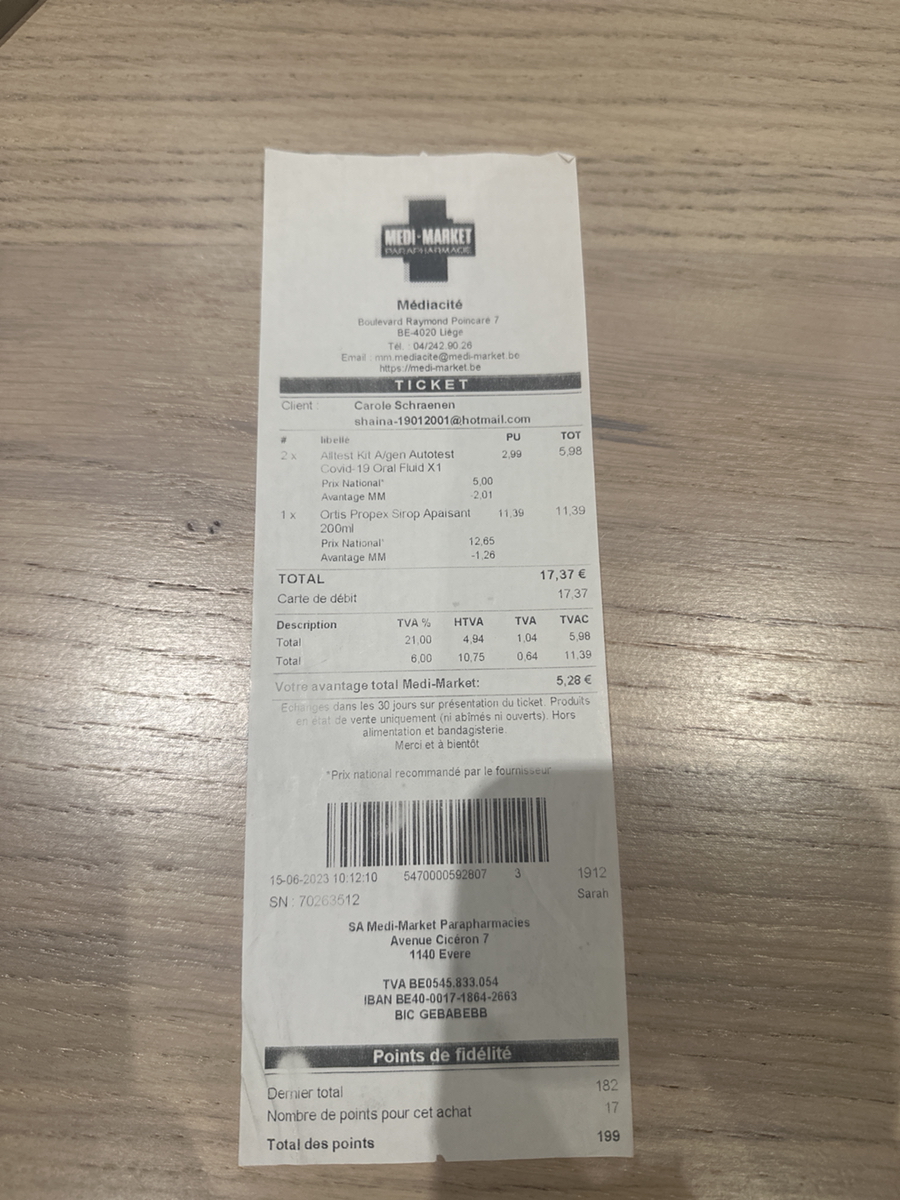 MEDI-MARKET
PARAPHARMACIE
Médiacité
Boulevard Raymond Poincaré 7
BE-4020 Liège
Tél. : 04/242.90.26
Email : mm.mediacite@medi-market.be
https://medi-market.be
TICKET
Client : Carole Schraenen
shaina-19012001@hotmail.com
# libelle PU TOT
2 x Alltest Kit A/gen Autotest 2,99 5,98
Covid-19 Oral Fluid X1
Prix National* 5,00
Avantage MM -2,01
1 x Ortis Propex Sirop Apaisant 11,39 11,39
200ml
Prix National* 12,65
Avantage MM -1,26
TOTAL 17,37 €
Carte de débit 17,37
Description TVA % HTVA TVA TVAC
Total 21,00 4,94 1,04 5,98
Total 6,00 10,75 0,64 11,39
Votre avantage total Medi-Market: 5,28 €
Echanges dans les 30 jours sur présentation du ticket. Produits
en état de vente uniquement (ni abîmés ni ouverts). Hors
alimentation et bandagisterie.
Merci et à bientôt
*Prix national recommandé par le fournisseur
15-06-2023 10:12:10 5470000592807 3 1912
SN : 70263512 Sarah
SA Medi-Market Parapharmacies
Avenue Cicéron 7
1140 Evere
TVA BE0545.833.054
IBAN BE40-0017-1864-2663
BIC GEBABEBB
Points de fidélité
Dernier total 182
Nombre de points pour cet achat 17
Total des points 199